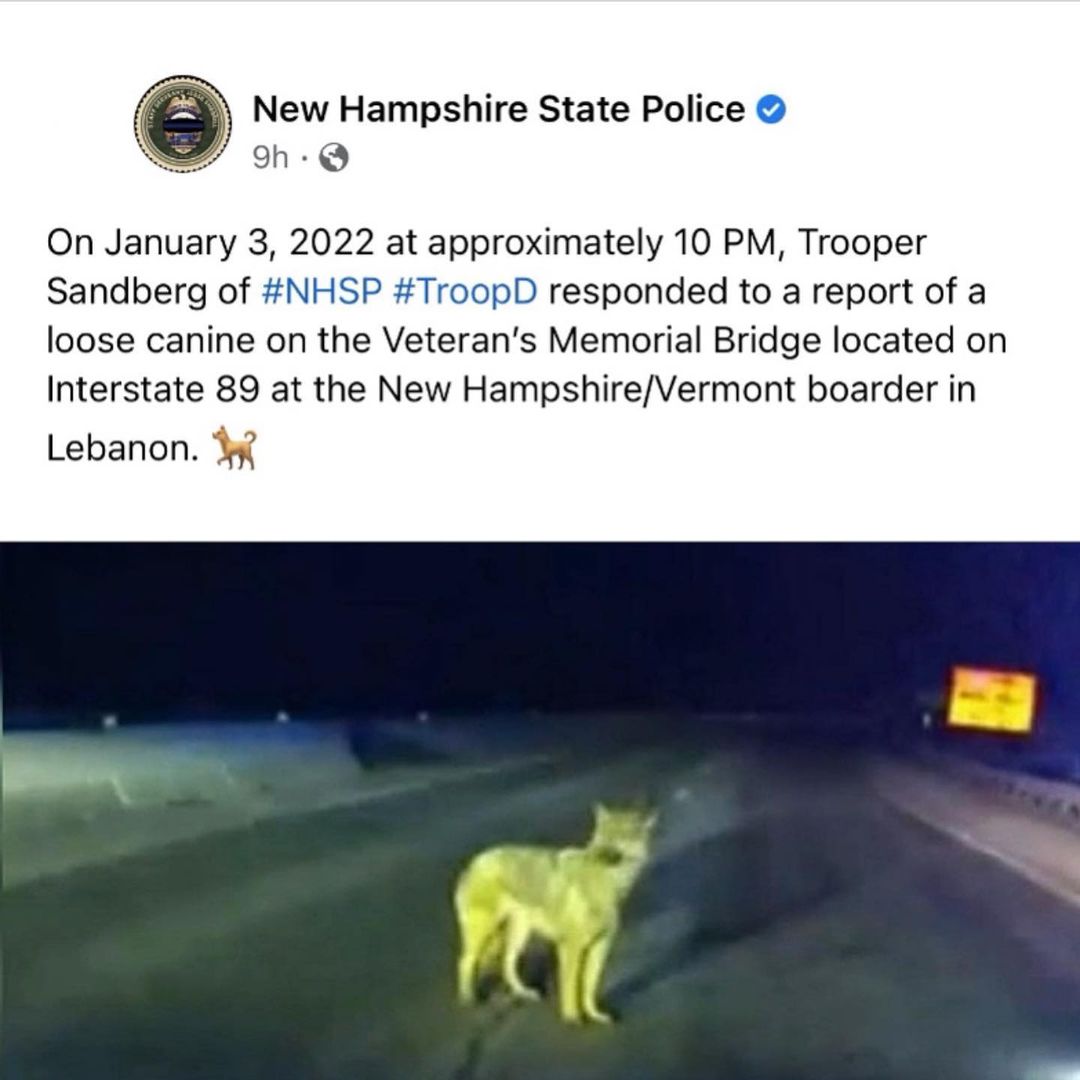 New Hampshire State Police
9h ·
On January 3, 2022 at approximately 10 PM, Trooper
Sandberg of #NHSP #TroopD responded to a report of a
loose canine on the Veteran's Memorial Bridge located on
Interstate 89 at the New Hampshire/Vermont boarder in
Lebanon.